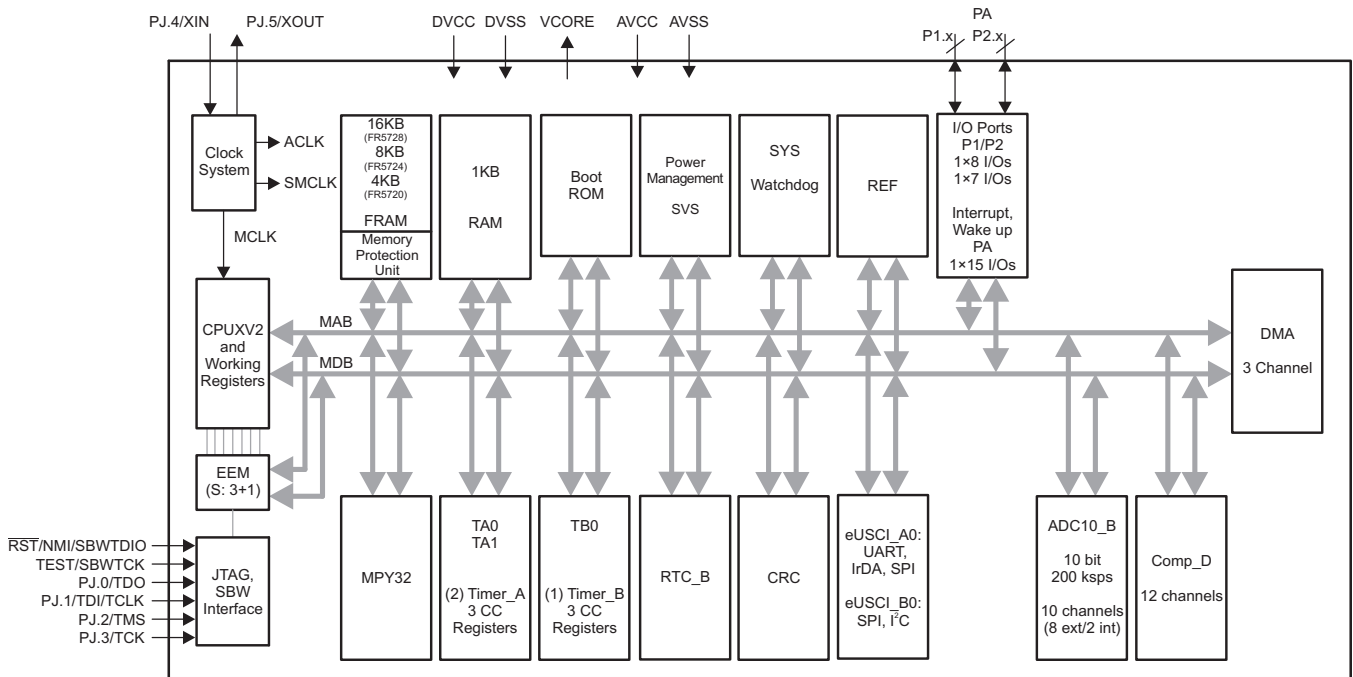 PJ.4/XIN
PJ.5/XOUT
DVCC
DVSS
VCORE
AVCC
AVSS
PA
P1.x
P2.x
Clock
System
ACLK
SMCLK
MCLK
16KB
(FR5728)
8KB
(FR5724)
4KB
(FR5720)
FRAM
Memory
Protection
Unit
1KB
RAM
Boot
ROM
Power
Management
SVS
SYS
Watchdog
REF
I/O Ports
P1/P2
1×8 I/Os
1×7 I/Os
Interrupt,
Wake up
PA
1×15 I/Os
CPUXV2
and
Working
Registers
MAB
MDB
DMA
3 Channel
EEM
(S: 3+1)
RST/NMI/SBWTDIO
TEST/SBWTCK
PJ.0/TDO
PJ.1/TDI/TCLK
PJ.2/TMS
PJ.3/TCK
JTAG,
SBW
Interface
MPY32
TA0
TA1
(2) Timer_A
3 CC
Registers
TB0
(1) Timer_B
3 CC
Registers
RTC_B
CRC
eUSCI_A0:
UART,
IrDA, SPI
eUSCI_B0:
SPI, I²C
ADC10_B
10 bit
200 ksps
10 channels
(8 ext/2 int)
Comp_D
12 channels